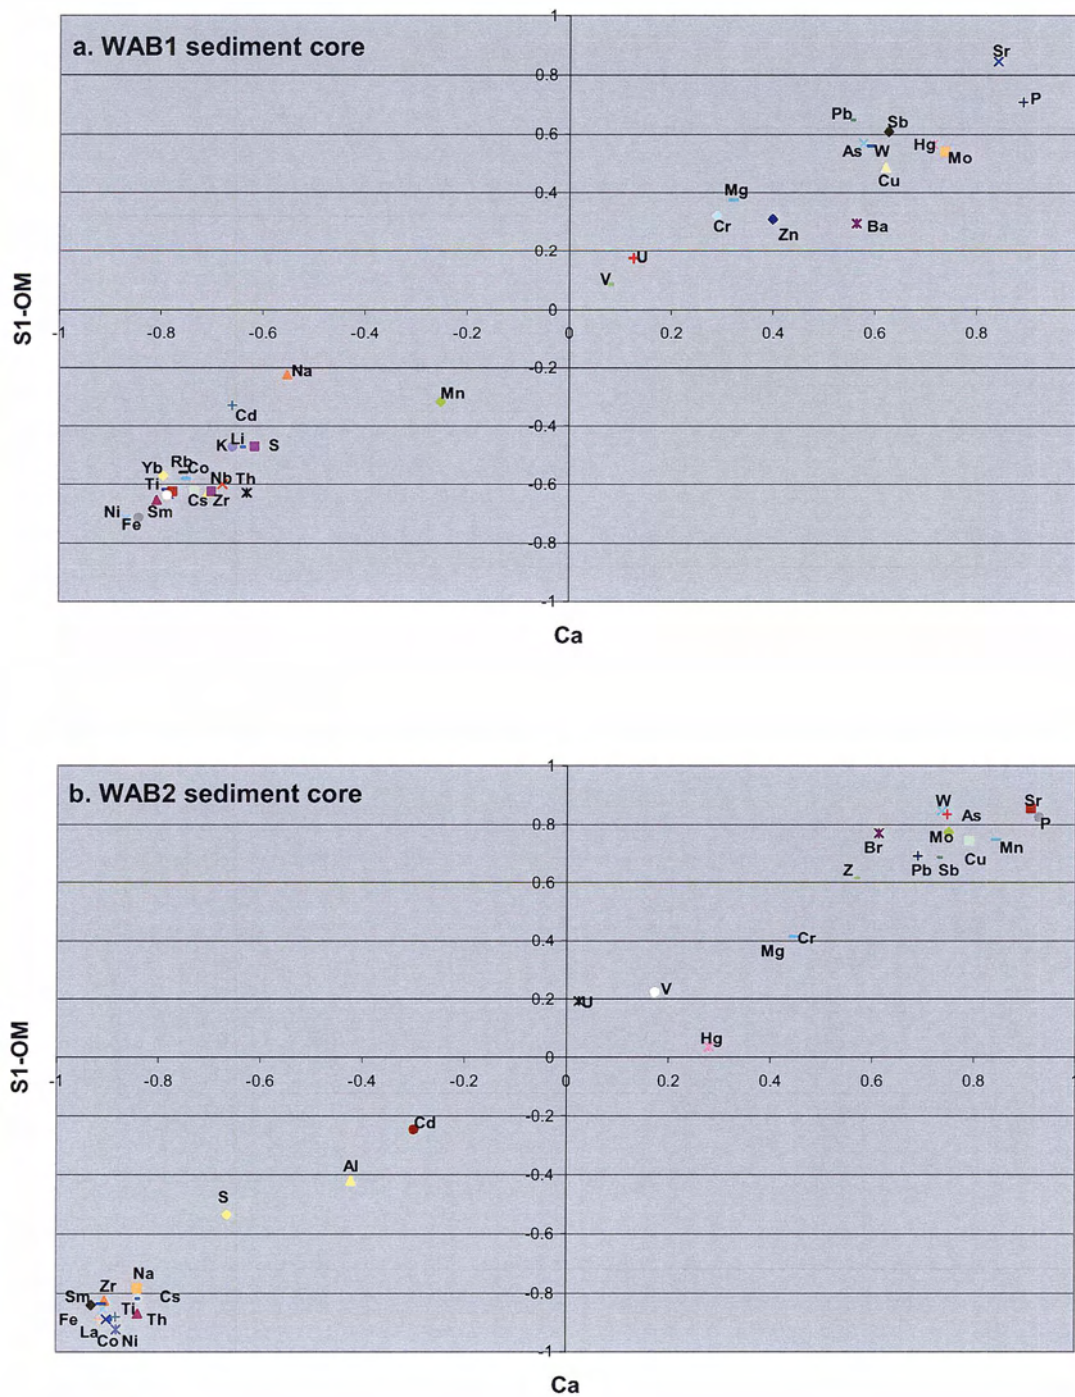 a. WAB1 sediment core
1
Sr
0.8
P
Pb
Sb
0.6
As W Hg Mo
Cu
0.4
Mg
Cr Zn Ba
0.2
U
V
0
-1 -0.8 -0.6 -0.4 -0.2 0 0.2 0.4 0.6 0.8
S1-OM
-0.2
Na
Mn
Cd
-0.4
K Li S
Yb Rb Co
Nb Th
-0.6
Ti
Cs Zr
Ni Fe Sm
-0.8
-1
Ca
b. WAB2 sediment core
1
W Sr
0.8
As P
Br Mo Cu Mn
Z Pb Sb
0.6
0.4
Cr
Mg
0.2
U V
Hg
0
-1 -0.8 -0.6 -0.4 -0.2 0 0.2 0.4 0.6 0.8
S1-OM
-0.2
Cd
Al
-0.4
S
-0.6
Na
-0.8
Zr
Sm Cs
Ti
Fe Th
La
Co Ni
-1
Ca